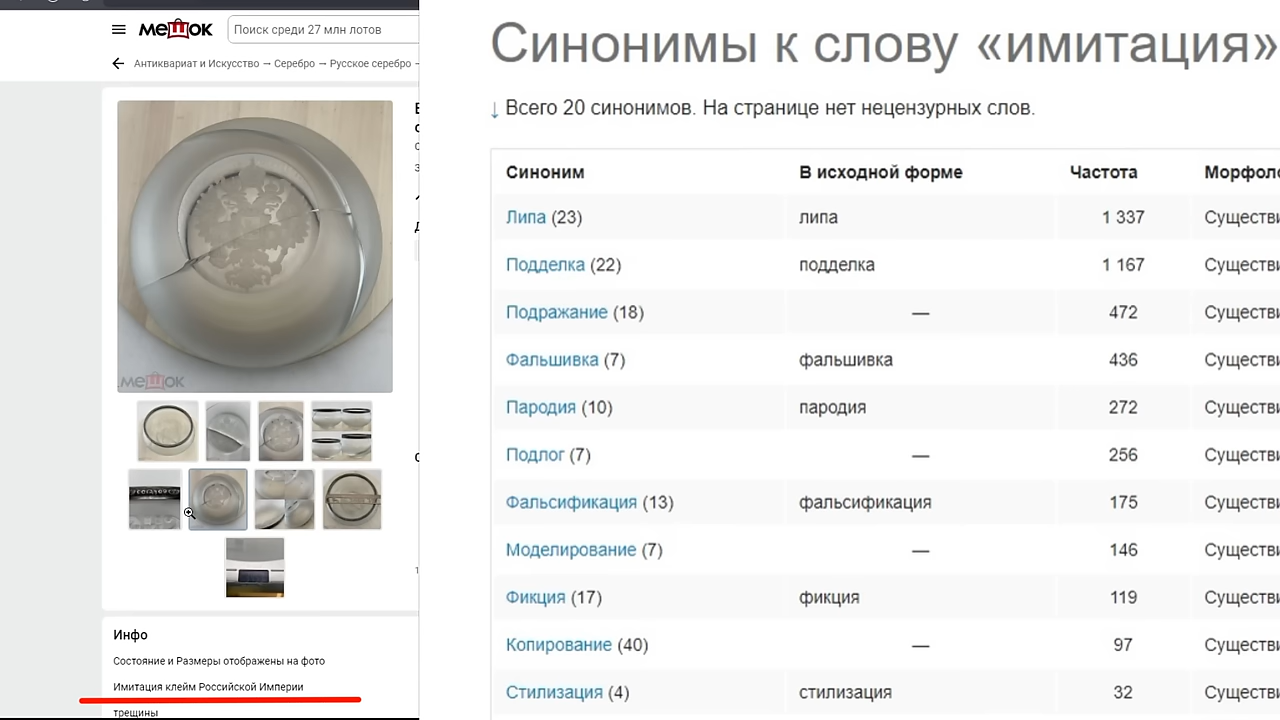 мешок
Поиск среди 27 млн лотов
Антиквариат и Искусство → Серебро → Русское серебро →
мешок
Инфо
Состояние и Размеры отображены на фото
Имитация клейм Российской Империи
трещины
Синонимы к слову «имитация»
↓ Всего 20 синонимов. На странице нет нецензурных слов.
Синоним В исходной форме Частота
Липа (23) липа 1 337
Подделка (22) подделка 1 167
Подражание (18) — 472
Фальшивка (7) фальшивка 436
Пародия (10) пародия 272
Подлог (7) — 256
Фальсификация (13) фальсификация 175
Моделирование (7) — 146
Фикция (17) фикция 119
Копирование (40) — 97
Стилизация (4) стилизация 32